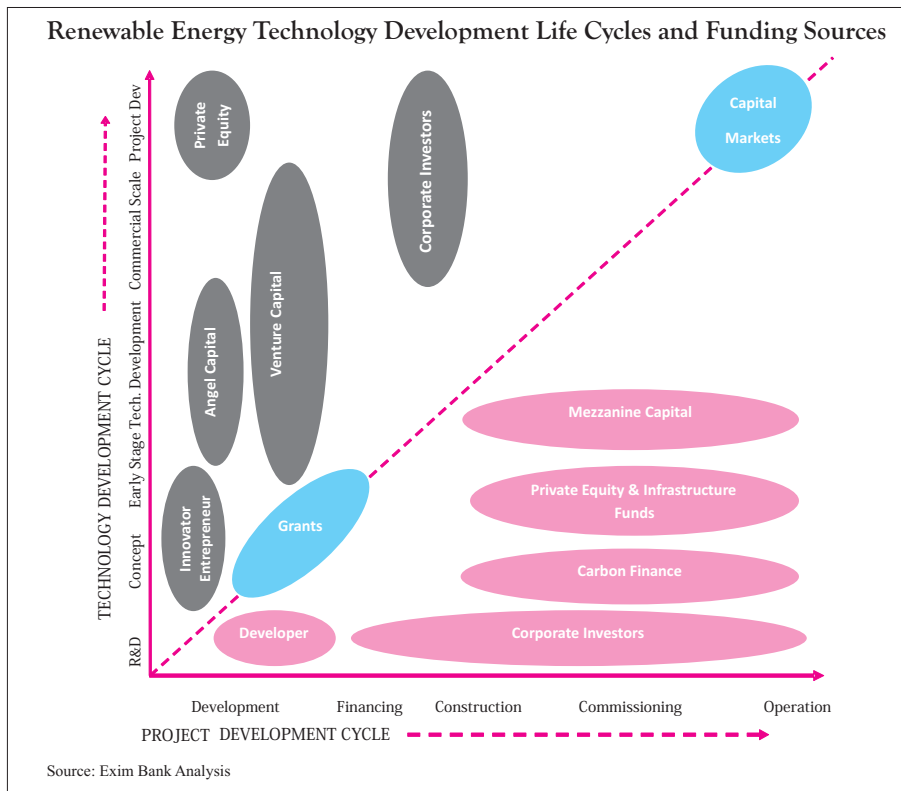 Renewable Energy Technology Development Life Cycles and Funding Sources
TECHNOLOGY DEVELOPMENT CYCLE
Project Dev
Commercial Scale
Early Stage Tech. Development
Concept
R&D
Private
Equity
Corporate Investors
Capital
Markets
Venture Capital
Angel Capital
Mezzanine Capital
Innovator
Entrepreneur
Grants
Private Equity & Infrastructure
Funds
Carbon Finance
Developer
Corporate Investors
Development
Financing
Construction
Commissioning
Operation
PROJECT DEVELOPMENT CYCLE
Source: Exim Bank Analysis